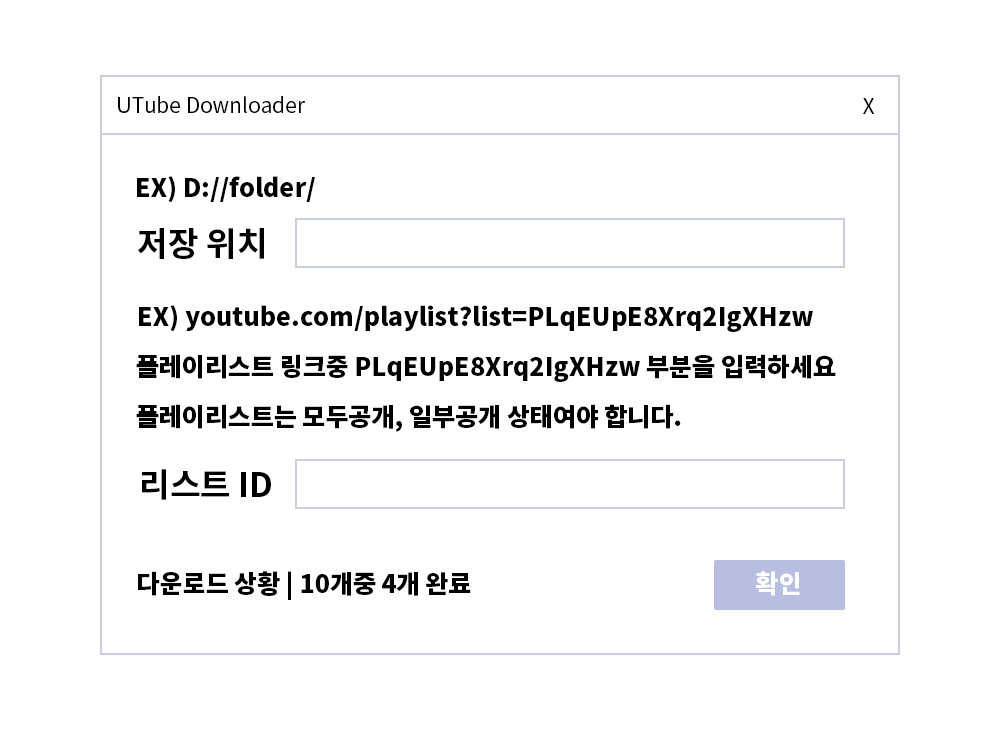 UTube Downloader X
EX) D://folder/
저장 위치
EX) youtube.com/playlist?list=PLqEUpE8Xrq2IgXHzw
플레이리스트 링크중 PLqEUpE8Xrq2IgXHzw 부분을 입력하세요
플레이리스트는 모두공개, 일부공개 상태여야 합니다.
리스트 ID
다운로드 상황 | 10개중 4개 완료
확인